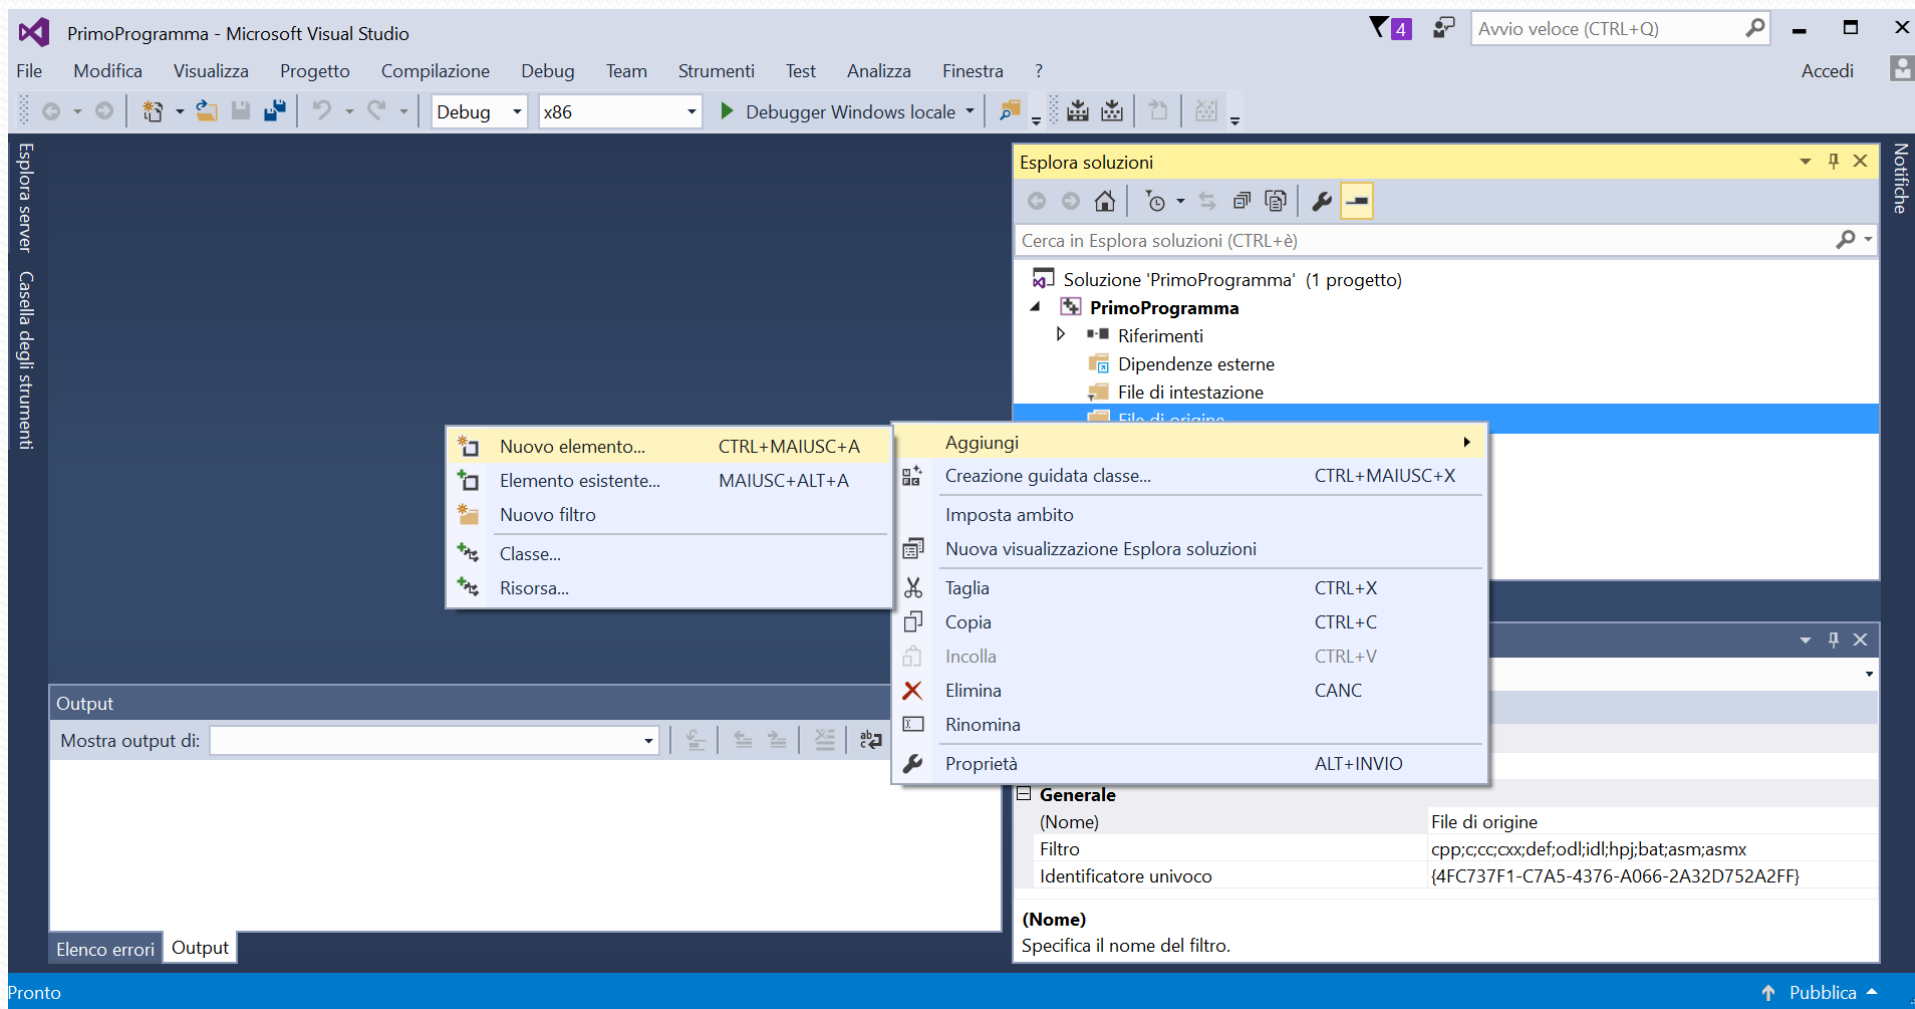 PrimoProgramma - Microsoft Visual Studio
4
Avvio veloce (CTRL+Q)
File Modifica Visualizza Progetto Compilazione Debug Team Strumenti Test Analizza Finestra ?
Accedi
Debug
x86
Debugger Windows locale
Esplora server
Casella degli strumenti
Notifiche
Esplora soluzioni
Cerca in Esplora soluzioni (CTRL+è)
Soluzione 'PrimoProgramma' (1 progetto)
PrimoProgramma
Riferimenti
Dipendenze esterne
File di intestazione
File di origine
Nuovo elemento... CTRL+MAIUSC+A
Elemento esistente... MAIUSC+ALT+A
Nuovo filtro
Classe...
Risorsa...
Aggiungi
Creazione guidata classe... CTRL+MAIUSC+X
Imposta ambito
Nuova visualizzazione Esplora soluzioni
Taglia CTRL+X
Copia CTRL+C
Incolla CTRL+V
Elimina CANC
Rinomina
Proprietà ALT+INVIO
Output
Mostra output di:
Generale
(Nome) File di origine
Filtro cpp;c;cc;cxx;def;odl;idl;hpj;bat;asm;asmx
Identificatore univoco {4FC737F1-C7A5-4376-A066-2A32D752A2FF}
(Nome)
Specifica il nome del filtro.
Elenco errori Output
Pronto
Pubblica